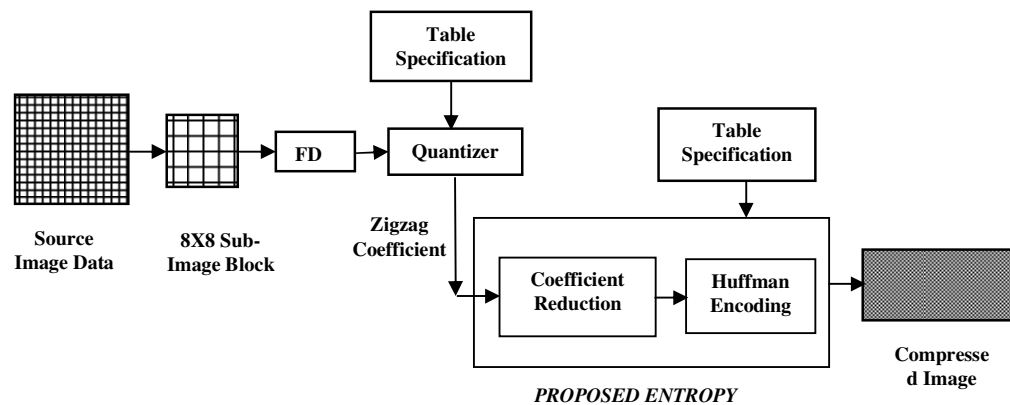 Table
Specification
FD
Quantizer
Table
Specification
Source
Image Data
8X8 Sub-
Image Block
Zigzag
Coefficient
Coefficient
Reduction
Huffman
Encoding
Compresse
d Image
PROPOSED ENTROPY